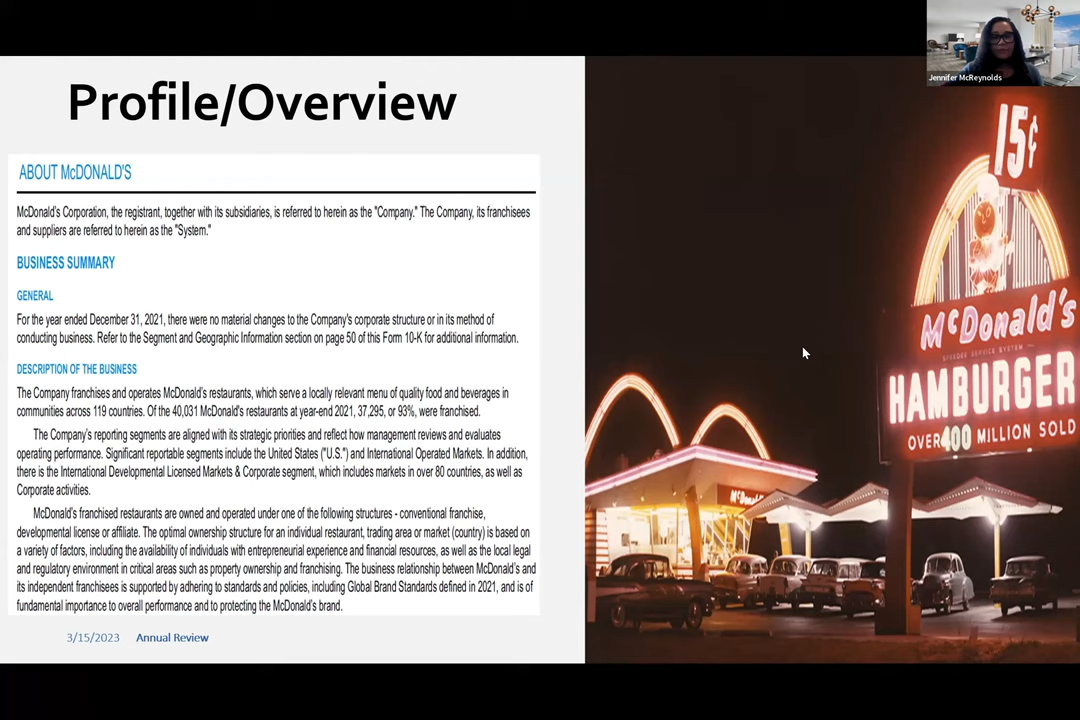 Jennifer McReynolds
Profile/Overview
ABOUT McDONALD'S
McDonald's Corporation, the registrant, together with its subsidiaries, is referred to herein as the "Company." The Company, its franchisees
and suppliers are referred to herein as the "System."
BUSINESS SUMMARY
GENERAL
For the year ended December 31, 2021, there were no material changes to the Company's corporate structure or in its method of
conducting business. Refer to the Segment and Geographic Information section on page 50 of this Form 10-K for additional information.
DESCRIPTION OF THE BUSINESS
The Company franchises and operates McDonald's restaurants, which serve a locally relevant menu of quality food and beverages in
communities across 119 countries. Of the 40,031 McDonald's restaurants at year-end 2021, 37,295, or 93%, were franchised.
The Company's reporting segments are aligned with its strategic priorities and reflect how management reviews and evaluates
operating performance. Significant reportable segments include the United States ("U.S.") and International Operated Markets. In addition,
there is the International Developmental Licensed Markets & Corporate segment, which includes markets in over 80 countries, as well as
Corporate activities.
McDonald's franchised restaurants are owned and operated under one of the following structures - conventional franchise,
developmental license or affiliate. The optimal ownership structure for an individual restaurant, trading area or market (country) is based on
a variety of factors, including the availability of individuals with entrepreneurial experience and financial resources, as well as the local legal
and regulatory environment in critical areas such as property ownership and franchising. The business relationship between McDonald's and
its independent franchisees is supported by adhering to standards and policies, including Global Brand Standards defined in 2021, and is of
fundamental importance to overall performance and to protecting the McDonald's brand.
3/15/2023 Annual Review
15¢
McDonald's
SPEEDEE SERVICE SYSTEM
HAMBURGER
OVER 400 MILLION SOLD
McDonald's